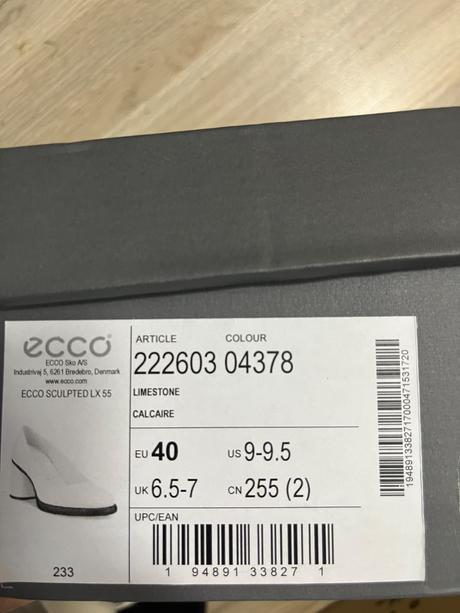 ecco
ECCO Sko A/S
Industrivej 5, 6261 Bredebro, Denmark
www.ecco.com
ECCO SCULPTED LX 55
233
ARTICLE COLOUR
222603 04378
LIMESTONE
CALCAIRE
EU 40 US 9-9.5
UK 6.5-7 CN 255 (2)
UPC/EAN
1 94891 33827 1
1948913382717000471531720